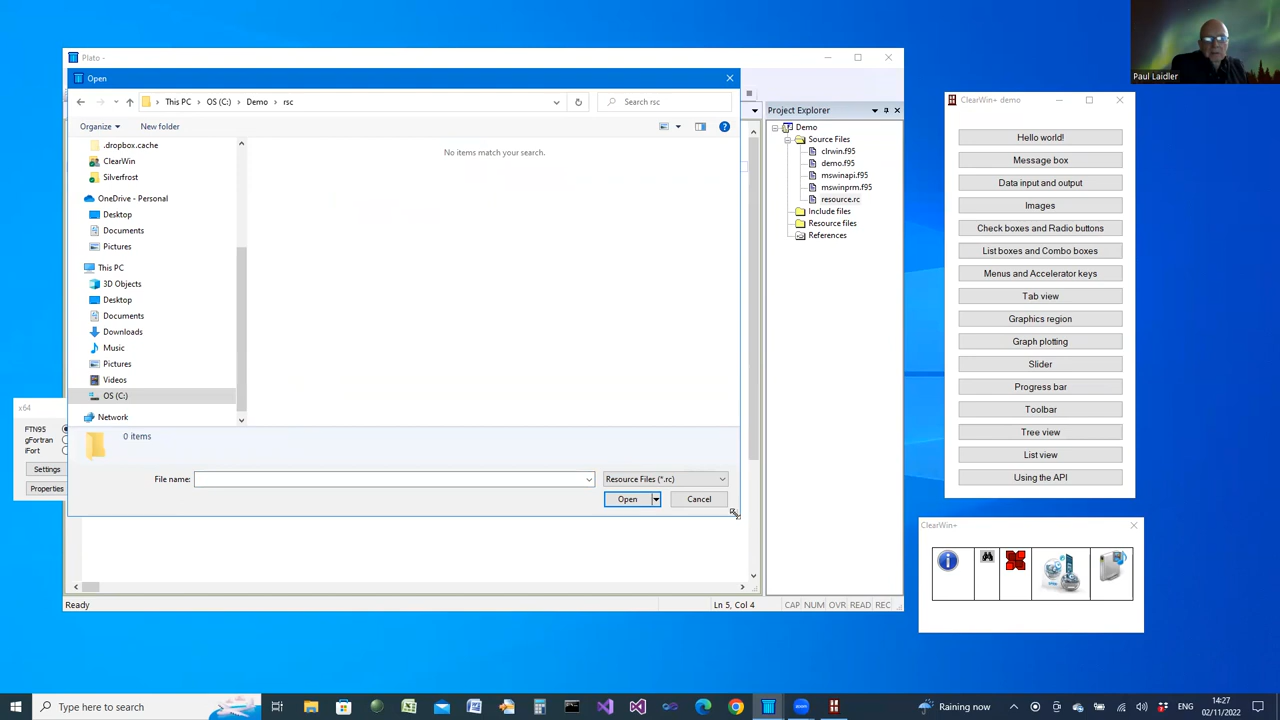 Plato -
Open
This PC
OS (C:)
Demo
rsc
Search rsc
Organize
New folder
.dropbox.cache
ClearWin
Silverfrost
OneDrive - Personal
Desktop
Documents
Pictures
This PC
3D Objects
Desktop
Documents
Downloads
Music
Pictures
Videos
OS (C:)
Network
No items match your search.
0 items
File name:
Resource Files (*.rc)
Open
Cancel
x64
FTN95
gFortran
iFort
Settings
Properties
Ready
Ln 5, Col 4
CAP NUM OVR READ REC
Project Explorer
Demo
Source Files
clrwin.f95
demo.f95
mswinapi.f95
mswinprm.f95
resource.rc
Include files
Resource files
References
Paul Laidler
ClearWin+ demo
Hello world!
Message box
Data input and output
Images
Check boxes and Radio buttons
List boxes and Combo boxes
Menus and Accelerator keys
Tab view
Graphics region
Graph plotting
Slider
Progress bar
Toolbar
Tree view
List view
Using the API
ClearWin+
Type here to search
Raining now
14:27
02/11/2022